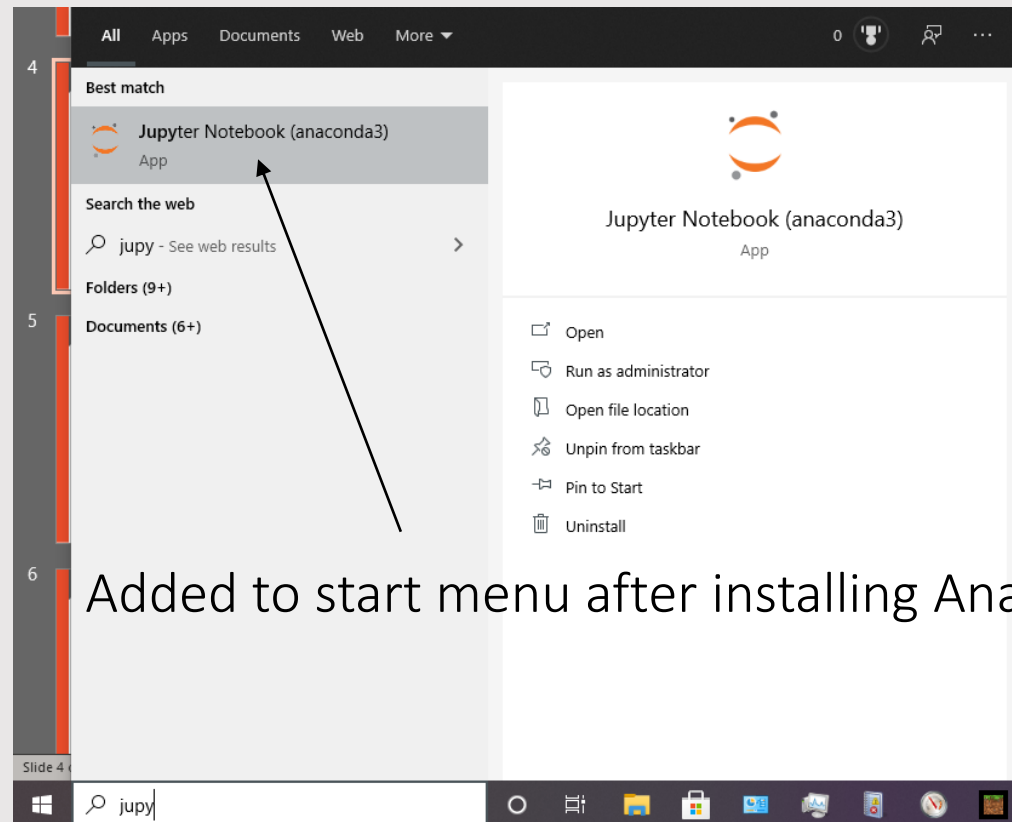 All Apps Documents Web More 0 ...
4
Best match
Jupyter Notebook (anaconda3)
App
Search the web
jupy - See web results
Folders (9+)
5
Documents (6+)
Jupyter Notebook (anaconda3)
App
Open
Run as administrator
Open file location
Unpin from taskbar
Pin to Start
Uninstall
6
Added to start menu after installing Ana
Slide 4
jupy